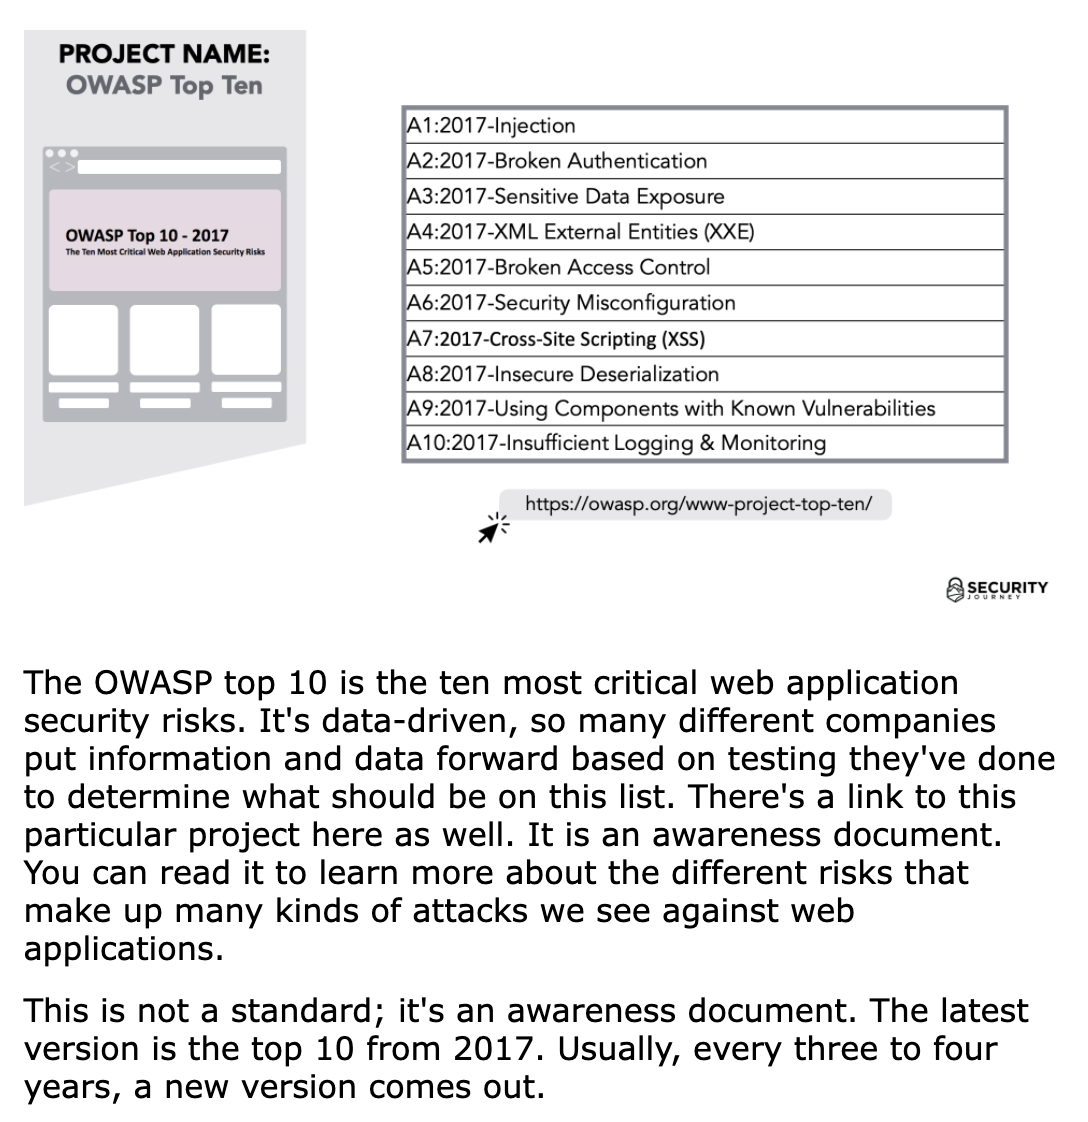 PROJECT NAME:
OWASP Top Ten
< >
OWASP Top 10 - 2017
The Ten Most Critical Web Application Security Risks
A1:2017-Injection
A2:2017-Broken Authentication
A3:2017-Sensitive Data Exposure
A4:2017-XML External Entities (XXE)
A5:2017-Broken Access Control
A6:2017-Security Misconfiguration
A7:2017-Cross-Site Scripting (XSS)
A8:2017-Insecure Deserialization
A9:2017-Using Components with Known Vulnerabilities
A10:2017-Insufficient Logging & Monitoring
https://owasp.org/www-project-top-ten/
SECURITY
JOURNEY
The OWASP top 10 is the ten most critical web application
security risks. It's data-driven, so many different companies
put information and data forward based on testing they've done
to determine what should be on this list. There's a link to this
particular project here as well. It is an awareness document.
You can read it to learn more about the different risks that
make up many kinds of attacks we see against web
applications.
This is not a standard; it's an awareness document. The latest
version is the top 10 from 2017. Usually, every three to four
years, a new version comes out.